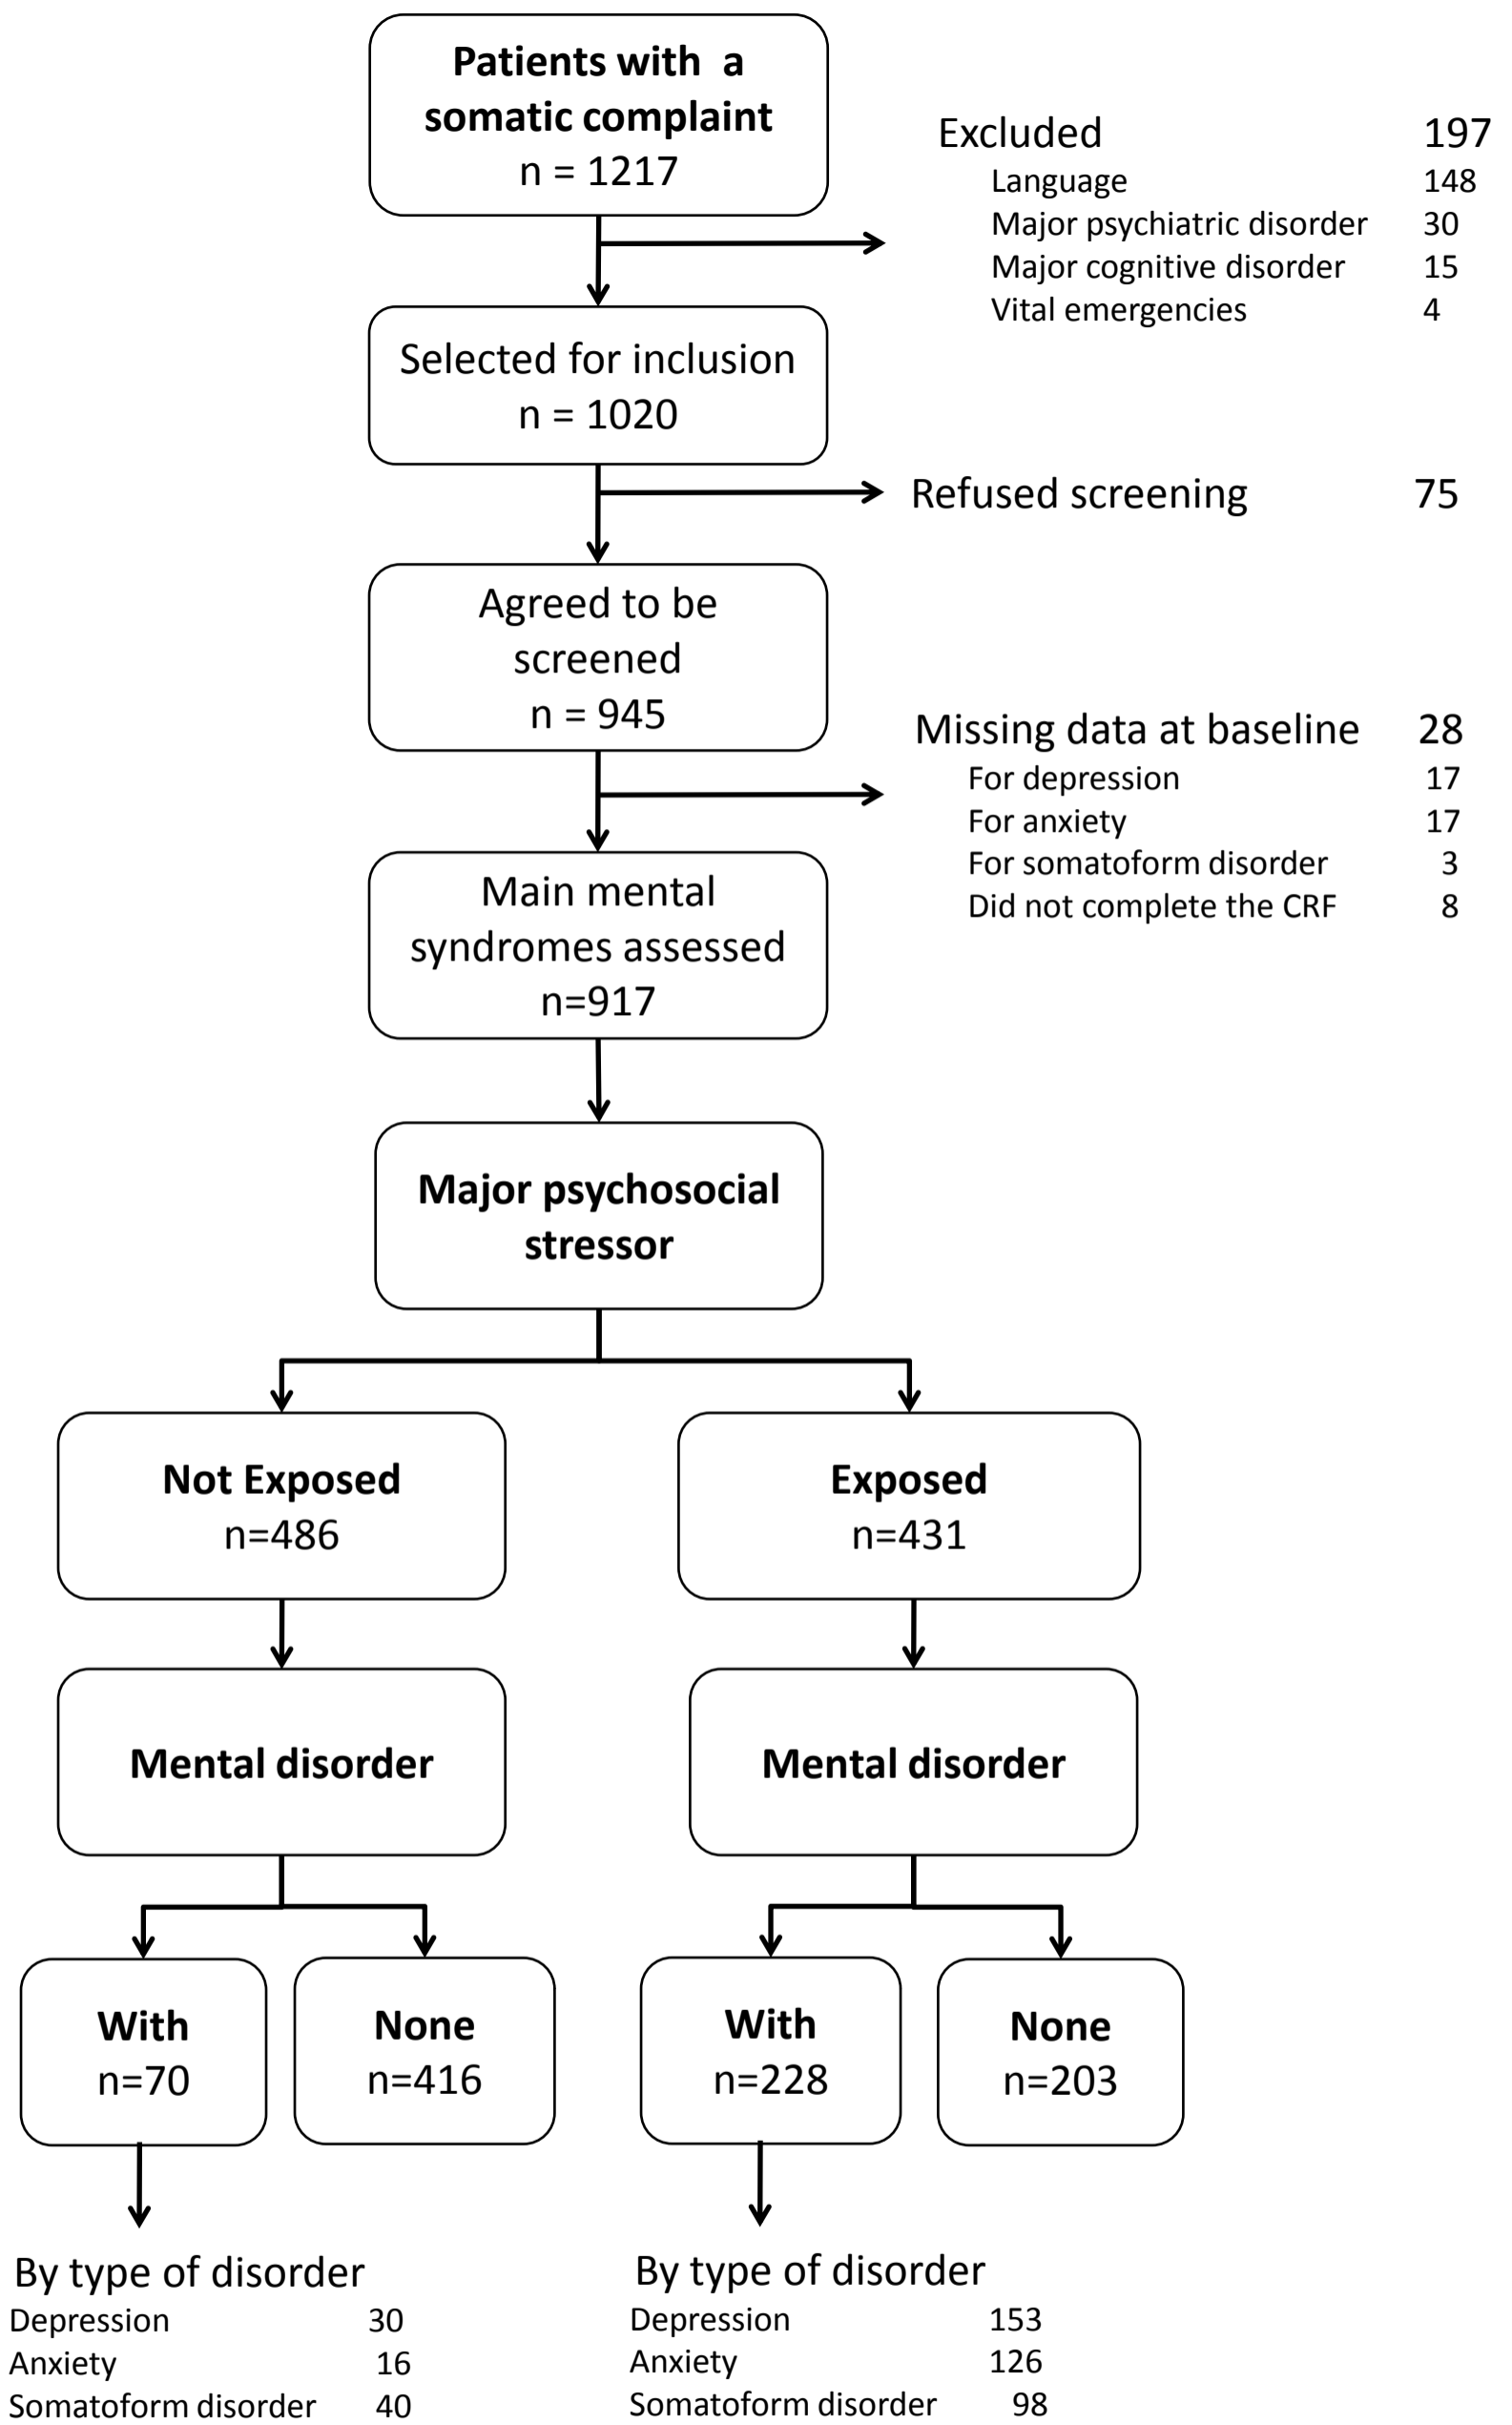 Patients with a
somatic complaint
n = 1217
Excluded 197
Language 148
Major psychiatric disorder 30
Major cognitive disorder 15
Vital emergencies 4
Selected for inclusion
n = 1020
Refused screening 75
Agreed to be
screened
n = 945
Missing data at baseline 28
For depression 17
For anxiety 17
For somatoform disorder 3
Did not complete the CRF 8
Main mental
syndromes assessed
n=917
Major psychosocial
stressor
Not Exposed
n=486
Exposed
n=431
Mental disorder
Mental disorder
With
n=70
None
n=416
With
n=228
None
n=203
By type of disorder
Depression 30
Anxiety 16
Somatoform disorder 40
By type of disorder
Depression 153
Anxiety 126
Somatoform disorder 98